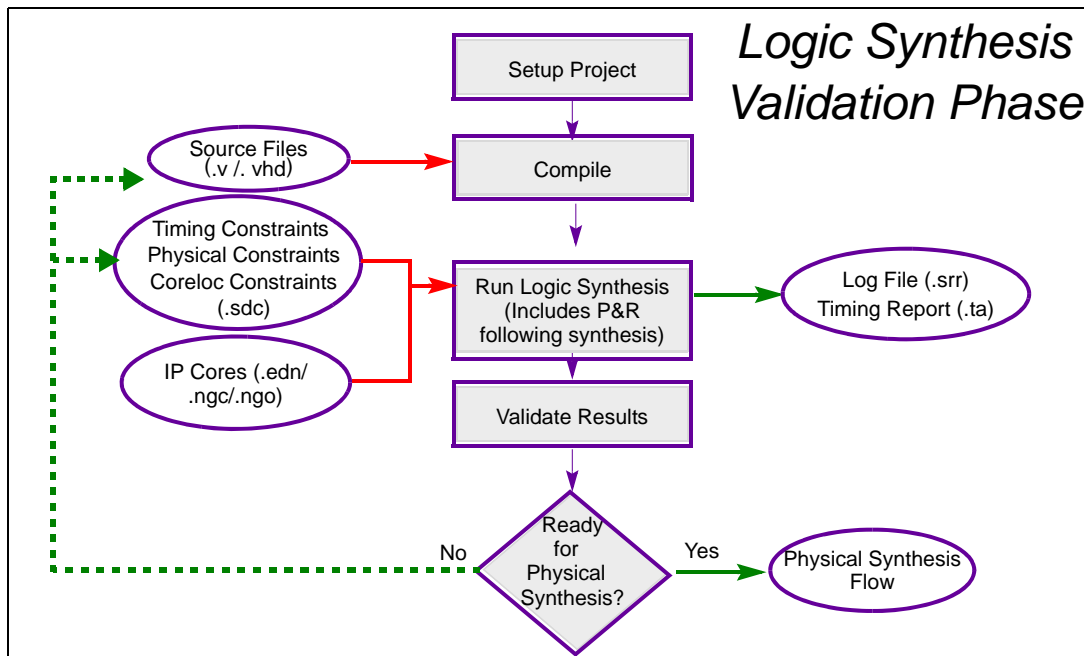 Logic Synthesis
Validation Phase
Setup Project
Source Files
(.v /. vhd)
Compile
Timing Constraints
Physical Constraints
Coreloc Constraints
(.sdc)
Run Logic Synthesis
(Includes P&R
following synthesis)
Log File (.srr)
Timing Report (.ta)
IP Cores (.edn/
.ngc/.ngo)
Validate Results
Ready
for
Physical
Synthesis?
No
Yes
Physical Synthesis
Flow